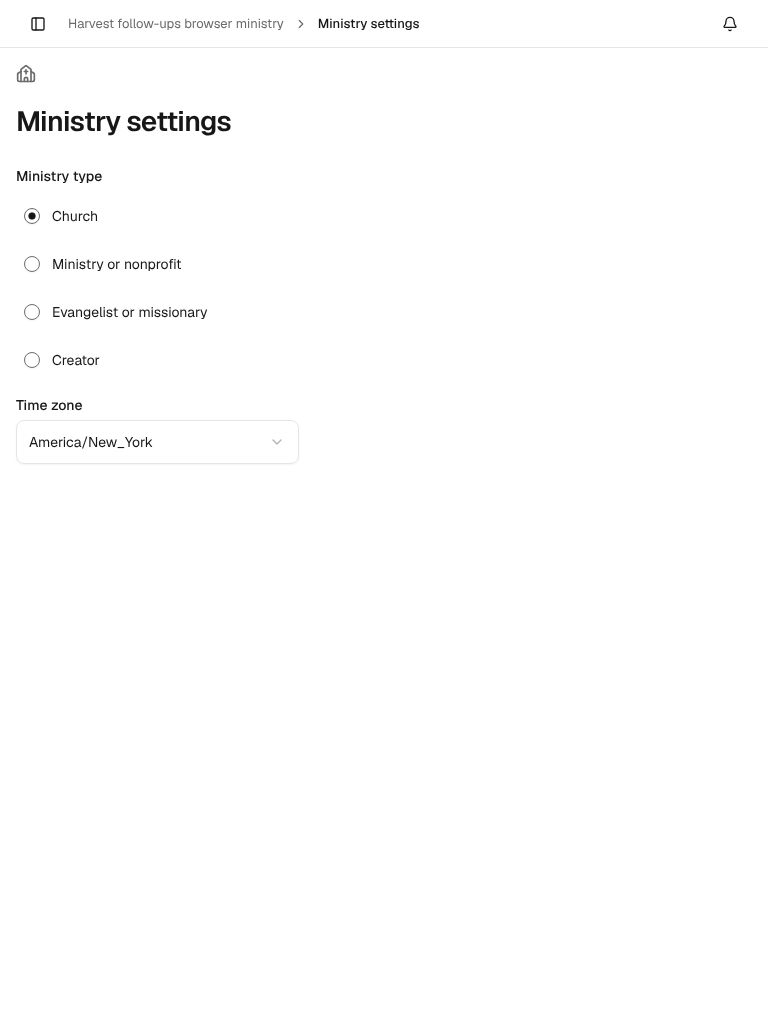 Harvest follow-ups browser ministry > Ministry settings
Ministry settings
Ministry type
Church
Ministry or nonprofit
Evangelist or missionary
Creator
Time zone
America/New_York